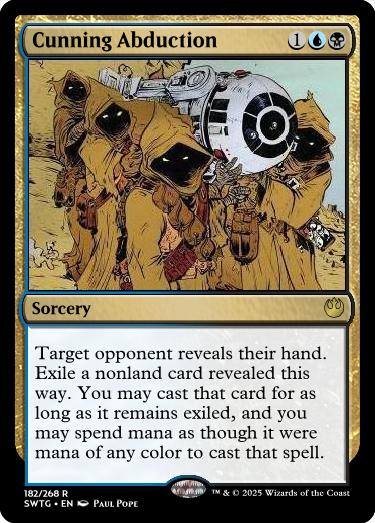 Cunning Abduction 1
Sorcery
Target opponent reveals their hand.
Exile a nonland card revealed this
way. You may cast that card for as
long as it remains exiled, and you
may spend mana as though it were
mana of any color to cast that spell.
182/268 R
SWTG • EN Paul Pope ™ & © 2025 Wizards of the Coast